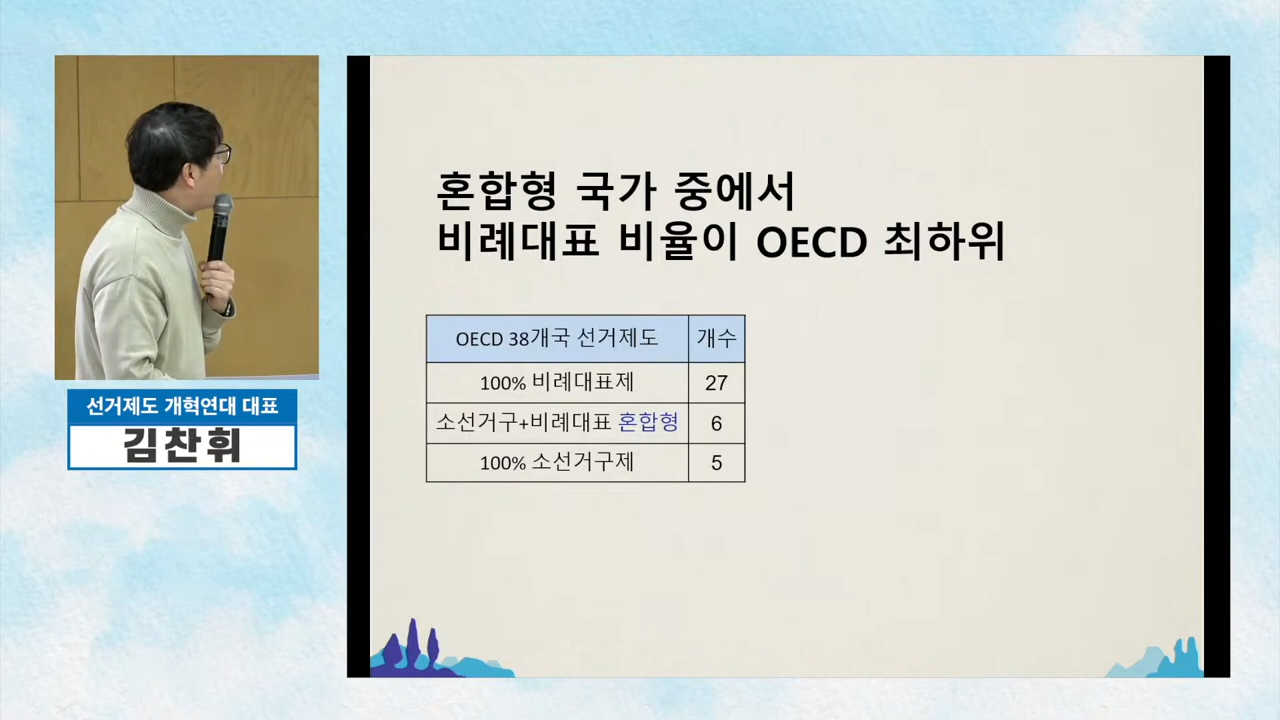 선거제도 개혁연대 대표
김찬휘
혼합형 국가 중에서
비례대표 비율이 OECD 최하위
OECD 38개국 선거제도 개수
100% 비례대표제 27
소선거구+비례대표 혼합형 6
100% 소선거구제 5